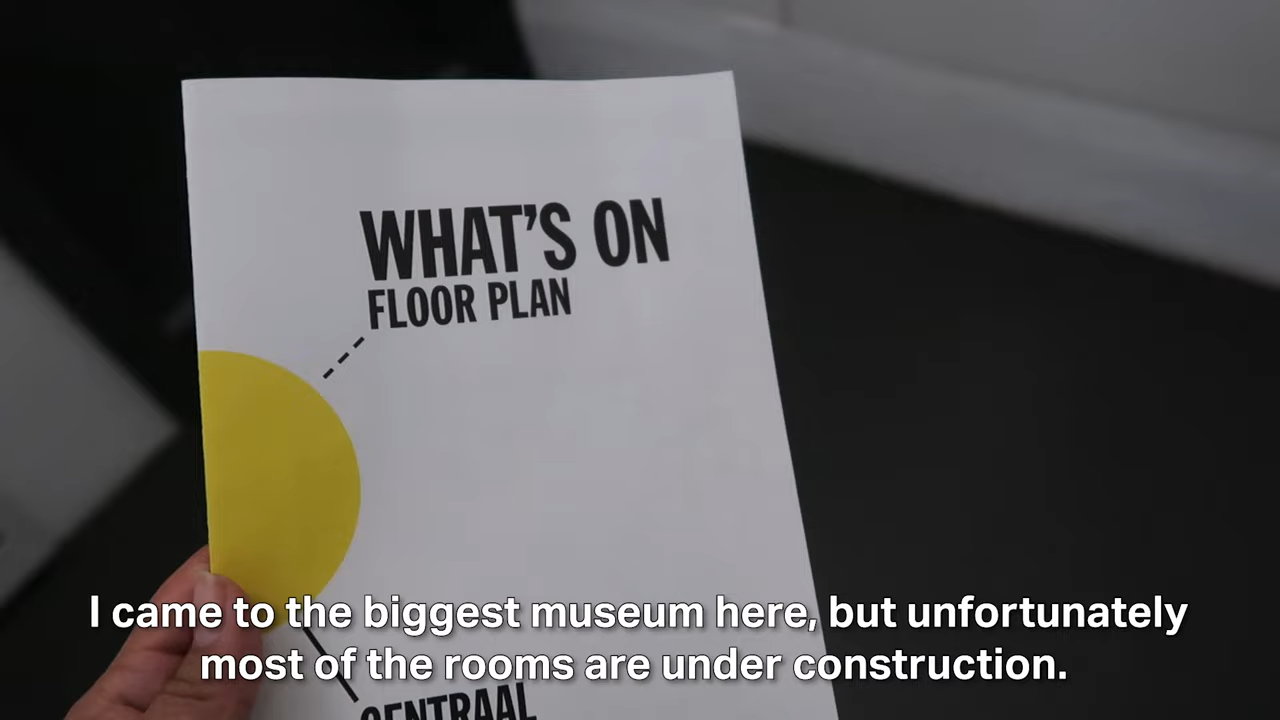 WHAT'S ON
FLOOR PLAN
CENTRAAL
I came to the biggest museum here, but unfortunately
most of the rooms are under construction.